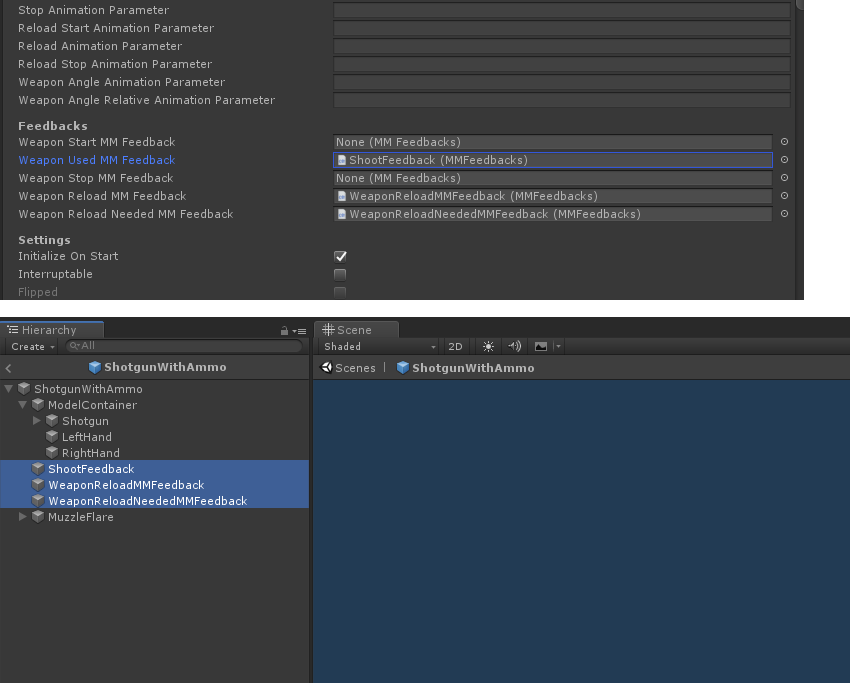 Stop Animation Parameter
Reload Start Animation Parameter
Reload Animation Parameter
Reload Stop Animation Parameter
Weapon Angle Animation Parameter
Weapon Angle Relative Animation Parameter
Feedbacks
Weapon Start MM Feedback None (MM Feedbacks)
Weapon Used MM Feedback ShootFeedback (MMFeedbacks)
Weapon Stop MM Feedback None (MM Feedbacks)
Weapon Reload MM Feedback WeaponReloadMMFeedback (MMFeedbacks)
Weapon Reload Needed MM Feedback WeaponReloadNeededMMFeedback (MMFeedbacks)
Settings
Initialize On Start
Interruptable
Flipped
Hierarchy
Create All
ShotgunWithAmmo
ShotgunWithAmmo
ModelContainer
Shotgun
LeftHand
RightHand
ShootFeedback
WeaponReloadMMFeedback
WeaponReloadNeededMMFeedback
MuzzleFlare
Scene
Shaded 2D
Scenes | ShotgunWithAmmo